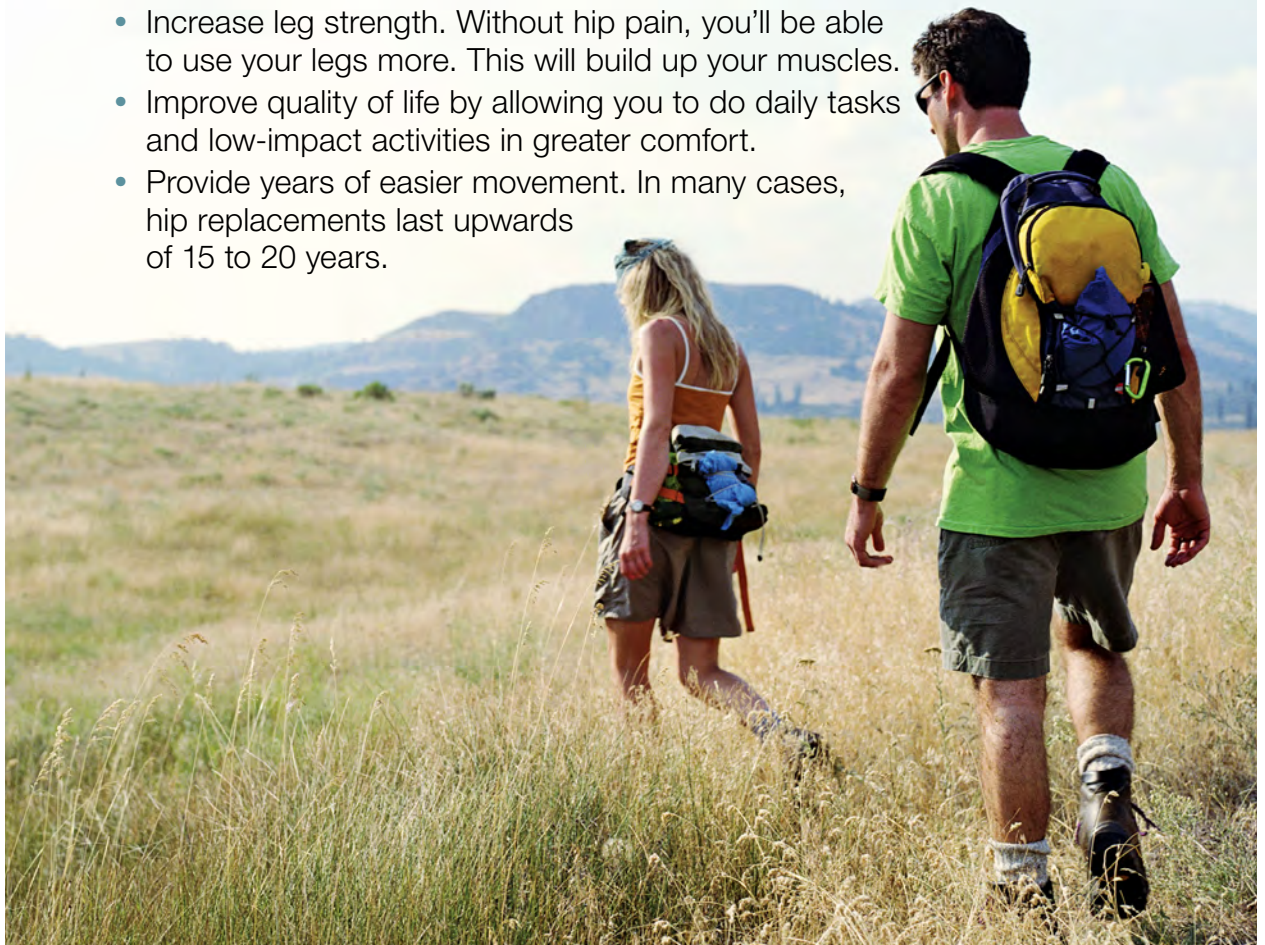 • Increase leg strength. Without hip pain, you'll be able
to use your legs more. This will build up your muscles.
• Improve quality of life by allowing you to do daily tasks
and low-impact activities in greater comfort.
• Provide years of easier movement. In many cases,
hip replacements last upwards
of 15 to 20 years.